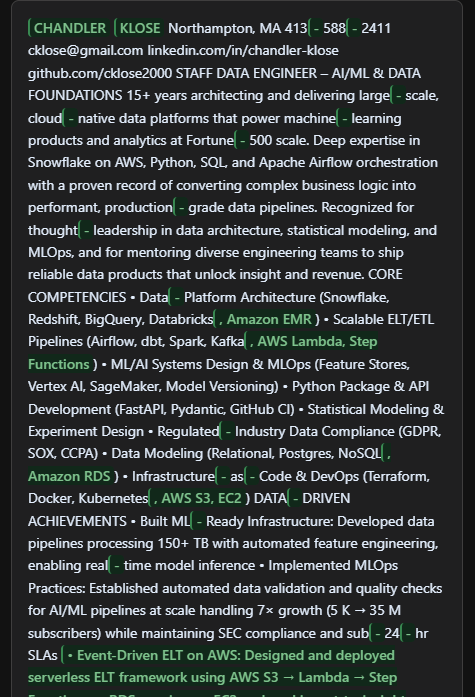 CHANDLER KLOSE Northampton, MA 413 - 588 - 2411
cklose@gmail.com linkedin.com/in/chandler-klose
github.com/cklose2000 STAFF DATA ENGINEER – AI/ML & DATA
FOUNDATIONS 15+ years architecting and delivering large - scale,
cloud - native data platforms that power machine - learning
products and analytics at Fortune - 500 scale. Deep expertise in
Snowflake on AWS, Python, SQL, and Apache Airflow orchestration
with a proven record of converting complex business logic into
performant, production - grade data pipelines. Recognized for
thought - leadership in data architecture, statistical modeling, and
MLOps, and for mentoring diverse engineering teams to ship
reliable data products that unlock insight and revenue. CORE
COMPETENCIES • Data - Platform Architecture (Snowflake,
Redshift, BigQuery, Databricks , Amazon EMR ) • Scalable ELT/ETL
Pipelines (Airflow, dbt, Spark, Kafka , AWS Lambda, Step
Functions ) • ML/AI Systems Design & MLOps (Feature Stores,
Vertex AI, SageMaker, Model Versioning) • Python Package & API
Development (FastAPI, Pydantic, GitHub CI) • Statistical Modeling &
Experiment Design • Regulated - Industry Data Compliance (GDPR,
SOX, CCPA) • Data Modeling (Relational, Postgres, NoSQL ,
Amazon RDS ) • Infrastructure - as - Code & DevOps (Terraform,
Docker, Kubernetes , AWS S3, EC2 ) DATA - DRIVEN
ACHIEVEMENTS • Built ML - Ready Infrastructure: Developed data
pipelines processing 150+ TB with automated feature engineering,
enabling real - time model inference • Implemented MLOps
Practices: Established automated data validation and quality checks
for AI/ML pipelines at scale handling 7× growth (5 K → 35 M
subscribers) while maintaining SEC compliance and sub - 24 - hr
SLAs • Event-Driven ELT on AWS: Designed and deployed
serverless ELT framework using AWS S3 → Lambda → Step